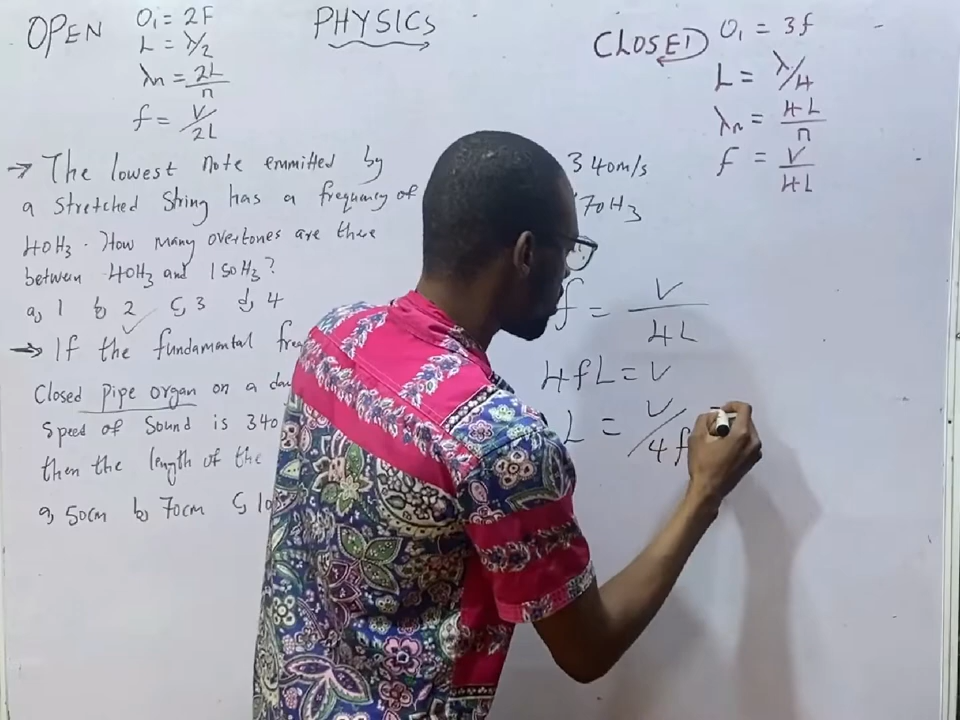 OPEN
O₁ = 2F
L = λ/2
λn = 2L/n
f = V/2L
PHYSICS
CLOSED
O₁ = 3f
L = λ/4
λn = 4L/n
f = V/4L
→ The lowest note emmitted by
a stretched string has a frequency of
40Hz. How many overtones are there
between 40Hz and 150Hz?
a, 1 b, 2 c, 3 d, 4
→ If the fundamental
Closed pipe organ on a
Speed of Sound is 340
then the length of the
a, 50cm b, 70cm c,
340m/s
170Hz
f = V/4L
4fL = V
L = V/4f